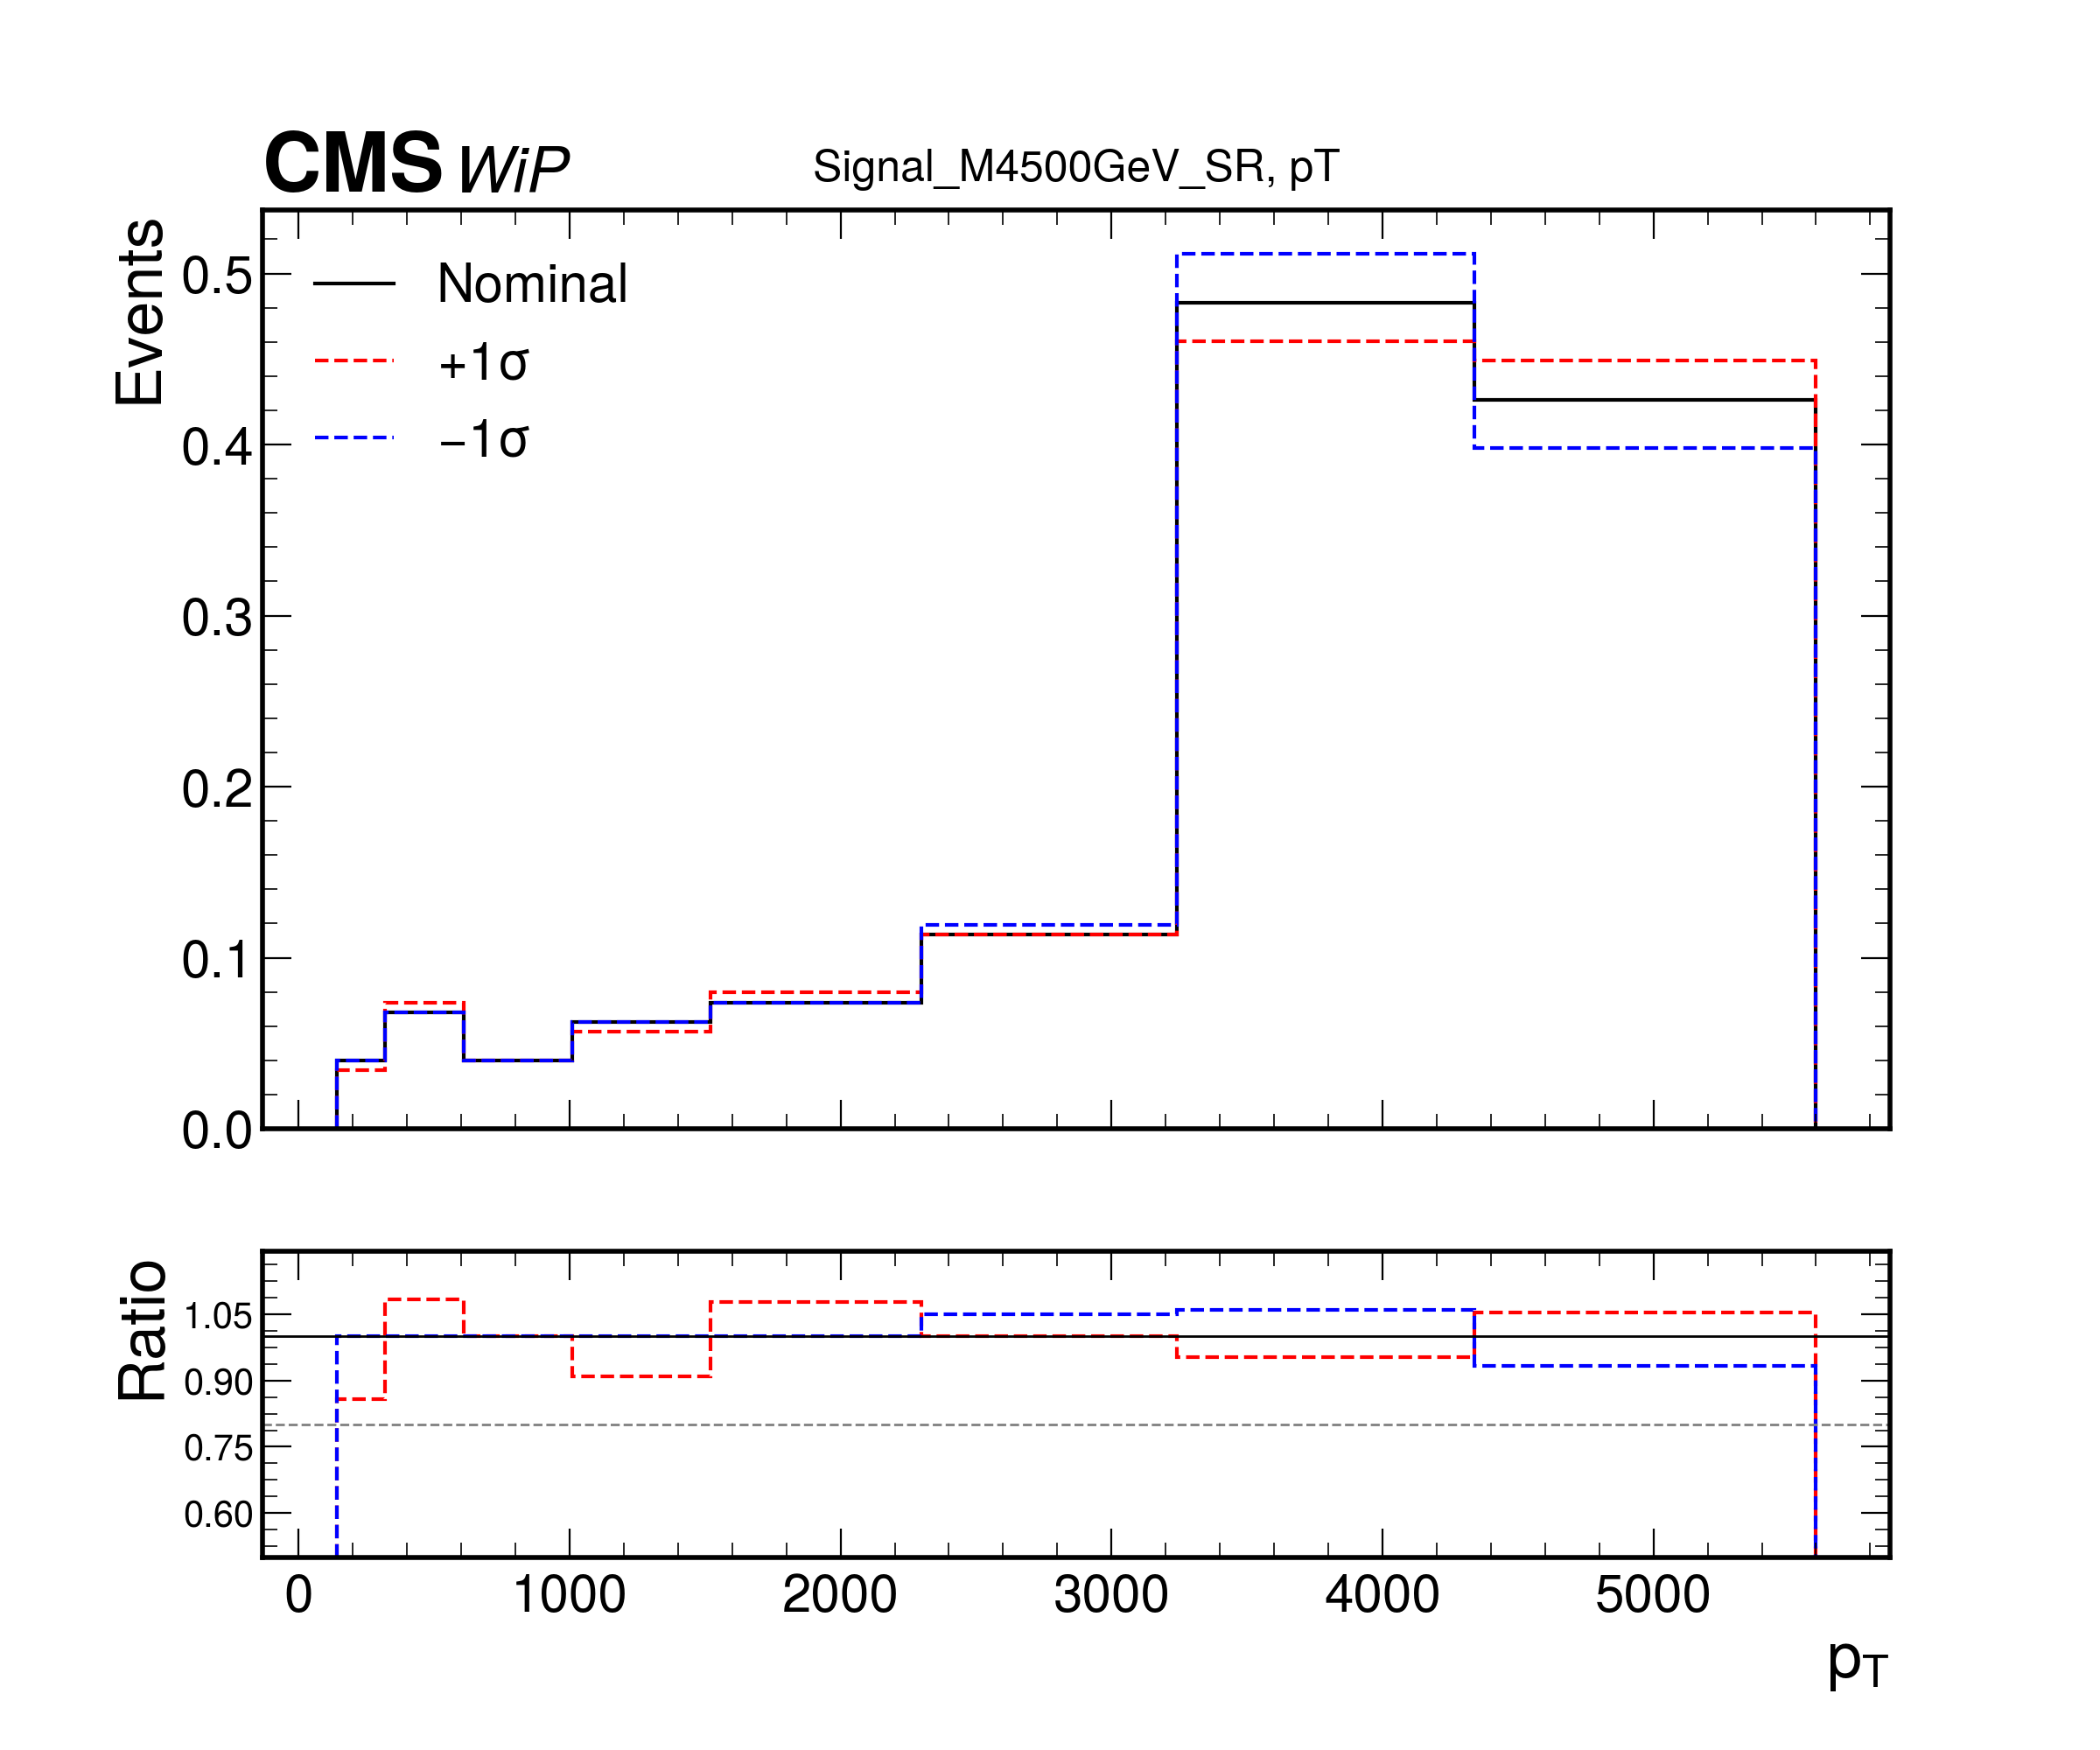 CMS WiP
Signal_M4500GeV_SR, pT
Events
0.5
0.4
0.3
0.2
0.1
0.0
Nominal
+1σ
−1σ
Ratio
1.05
0.90
0.75
0.60
0 1000 2000 3000 4000 5000
pT